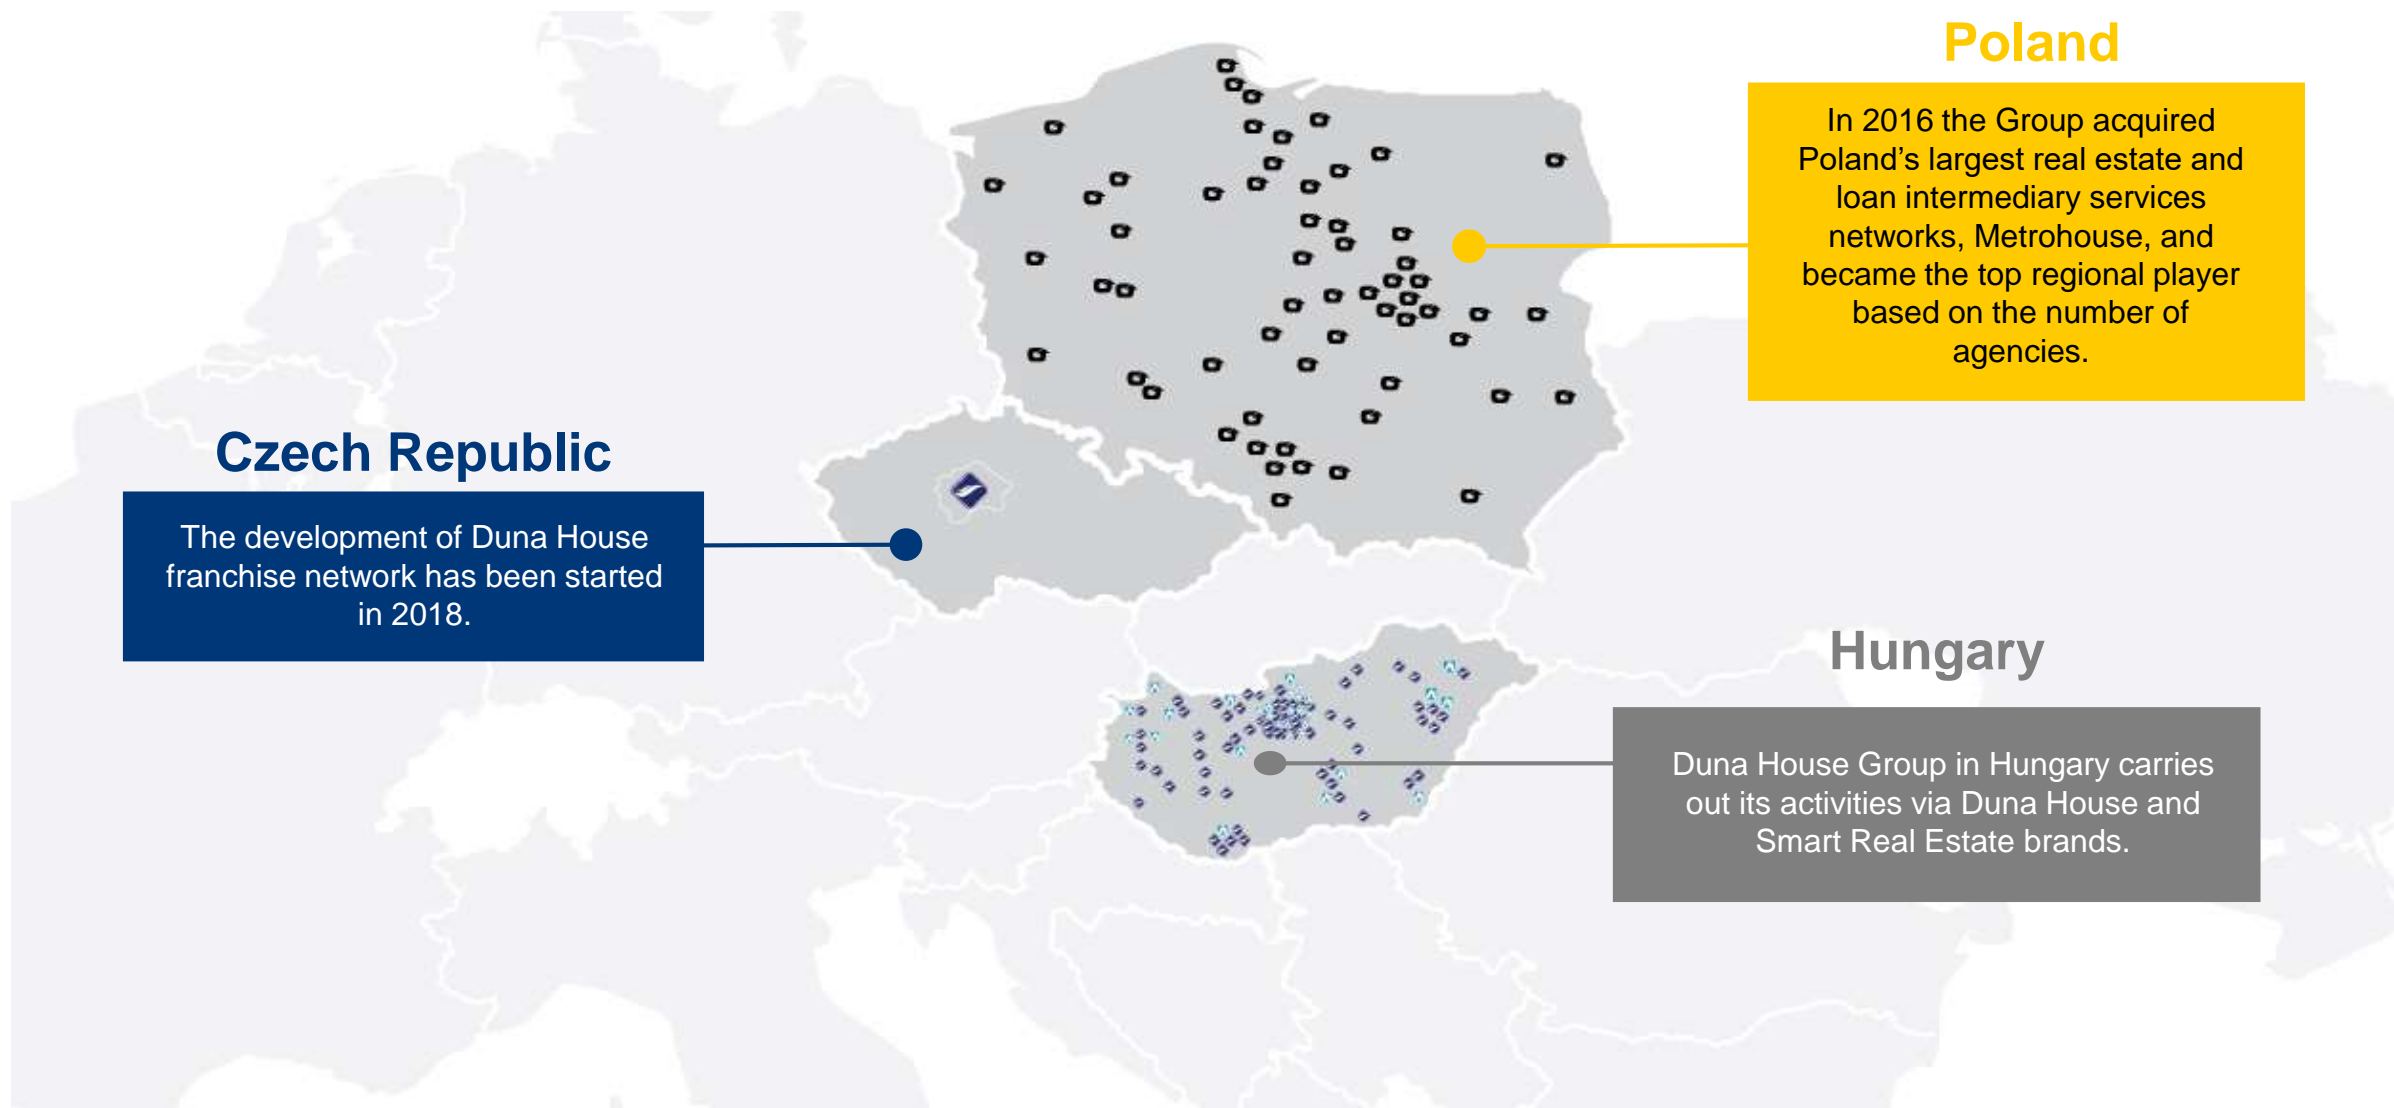 Poland
In 2016 the Group acquired
Poland’s largest real estate and
loan intermediary services
networks, Metrohouse, and
became the top regional player
based on the number of
agencies.
Czech Republic
The development of Duna House
franchise network has been started
in 2018.
Hungary
Duna House Group in Hungary carries
out its activities via Duna House and
Smart Real Estate brands.